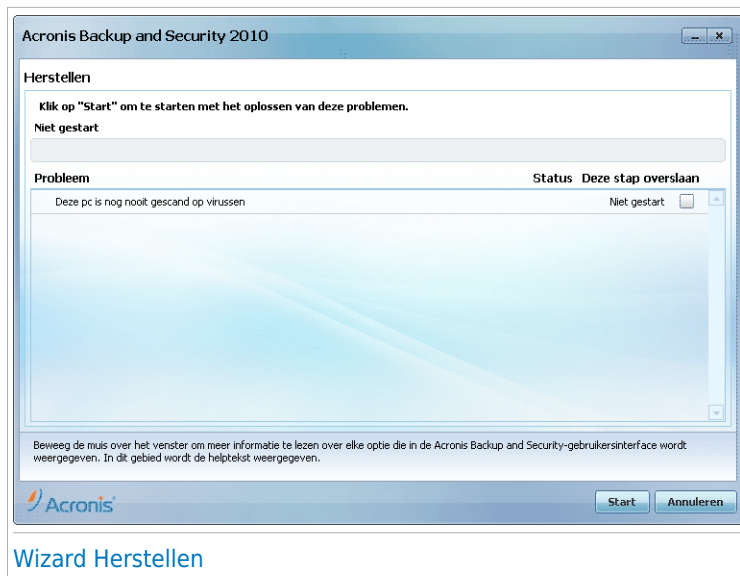 Acronis Backup and Security 2010
Herstellen
Klik op "Start" om te starten met het oplossen van deze problemen.
Niet gestart
Probleem Status Deze stap overslaan
Deze pc is nog nooit gescand op virussen Niet gestart
Beweeg de muis over het venster om meer informatie te lezen over elke optie die in de Acronis Backup and Security-gebruikersinterface wordt
weergegeven. In dit gebied wordt de helptekst weergegeven.
Acronis Start Annuleren
Wizard Herstellen